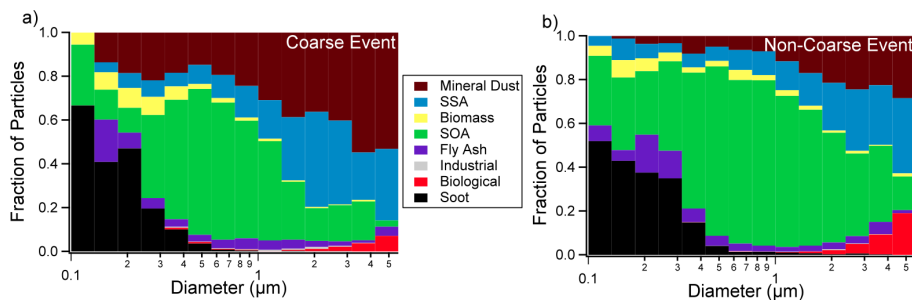 a)
Coarse Event
Fraction of Particles
1.0
0.8
0.6
0.4
0.2
0.0
0.1
2
3
4
5
6
7
8
9
1
2
3
4
5
Diameter (µm)
Mineral Dust
SSA
Biomass
SOA
Fly Ash
Industrial
Biological
Soot
b)
Non-Coarse Event
Fraction of Particles
1.0
0.8
0.6
0.4
0.2
0.0
0.1
2
3
4
5
6
7
8
9
1
2
3
4
5
Diameter (µm)